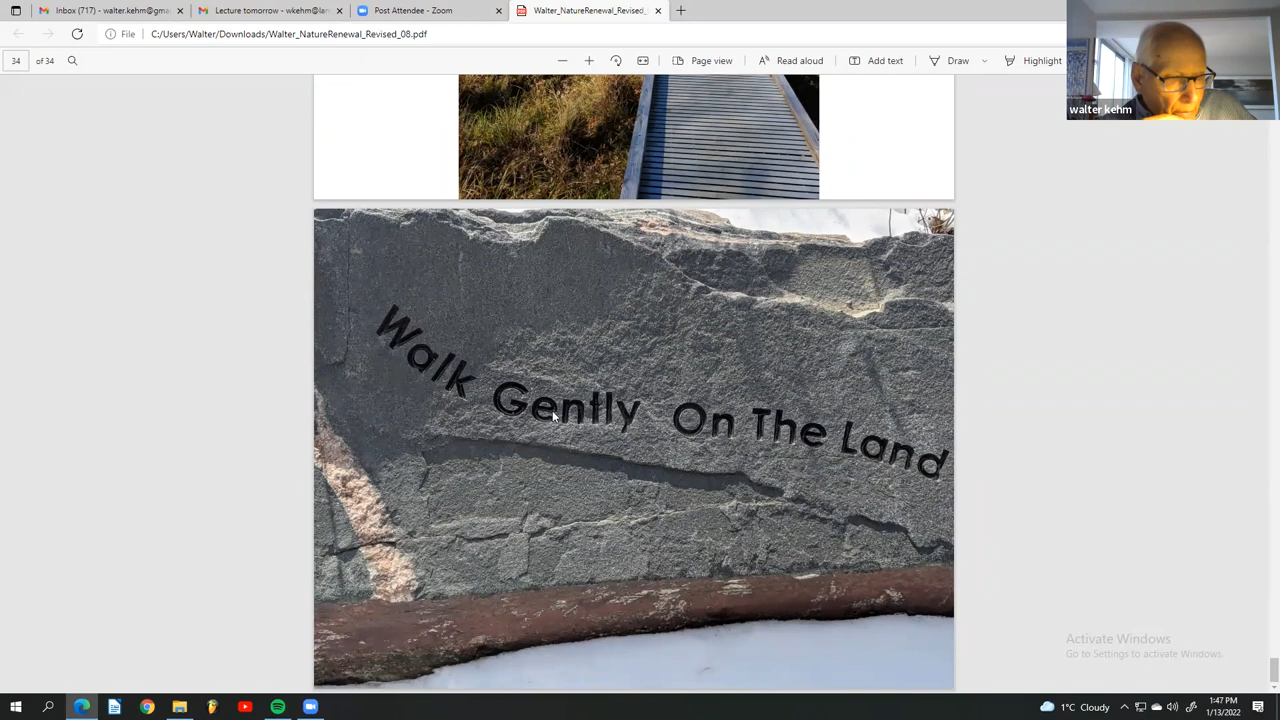 Inbox (717) - walter.kehm@gm
Lecture tomorrow - wkehm@lan
Post Attendee - Zoom
Walter_NatureRenewal_Revised_
File
C:/Users/Walter/Downloads/Walter_NatureRenewal_Revised_08.pdf
34 of 34
Page view
Read aloud
Add text
Draw
Highlight
walter kehm
Walk Gently On The Land
Activate Windows
Go to Settings to activate Windows.
1°C Cloudy
1:47 PM
1/13/2022